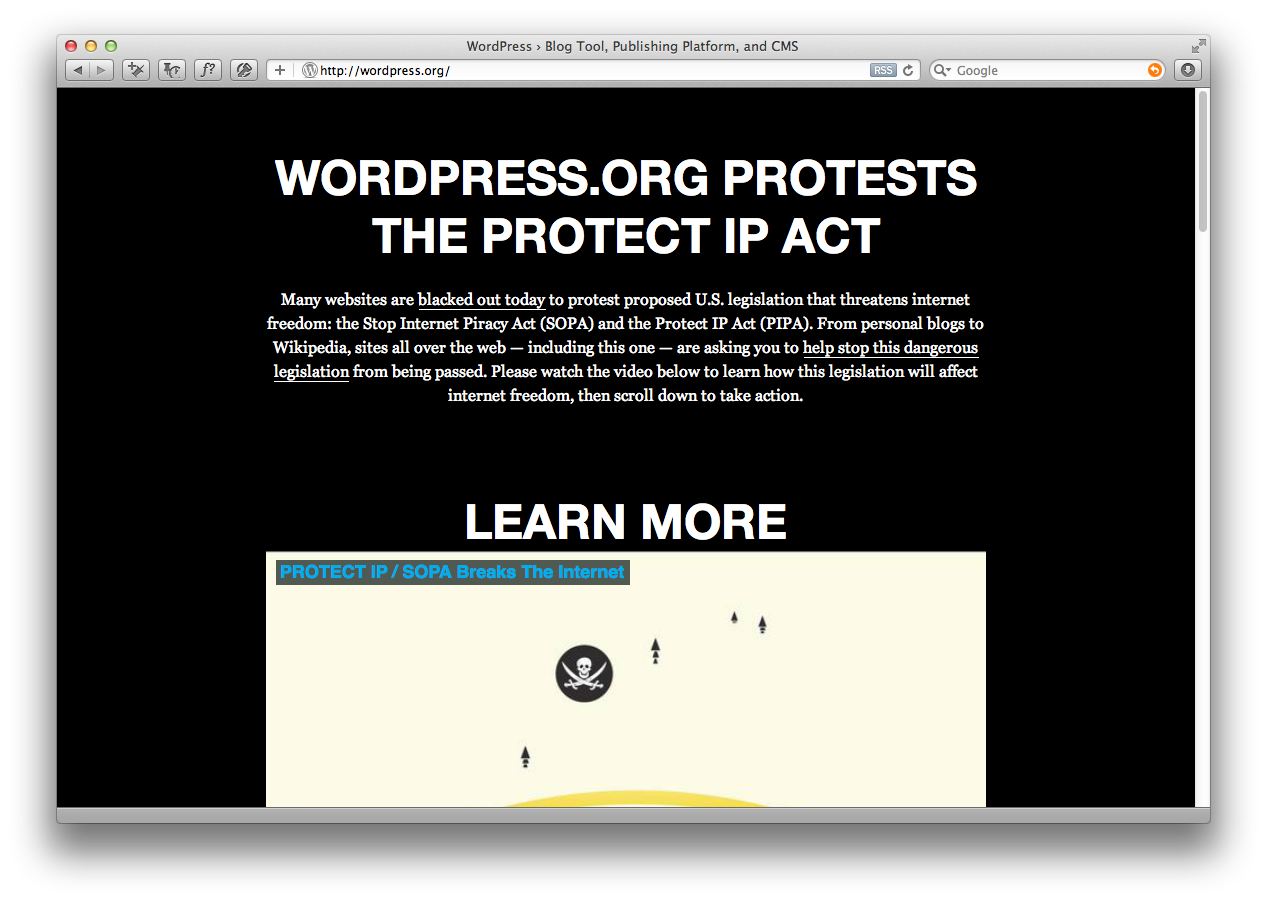 WordPress › Blog Tool, Publishing Platform, and CMS
f?
http://wordpress.org/
RSS
Google
WORDPRESS.ORG PROTESTS
THE PROTECT IP ACT
Many websites are blacked out today to protest proposed U.S. legislation that threatens internet
freedom: the Stop Internet Piracy Act (SOPA) and the Protect IP Act (PIPA). From personal blogs to
Wikipedia, sites all over the web — including this one — are asking you to help stop this dangerous
legislation from being passed. Please watch the video below to learn how this legislation will affect
internet freedom, then scroll down to take action.
LEARN MORE
PROTECT IP / SOPA Breaks The Internet